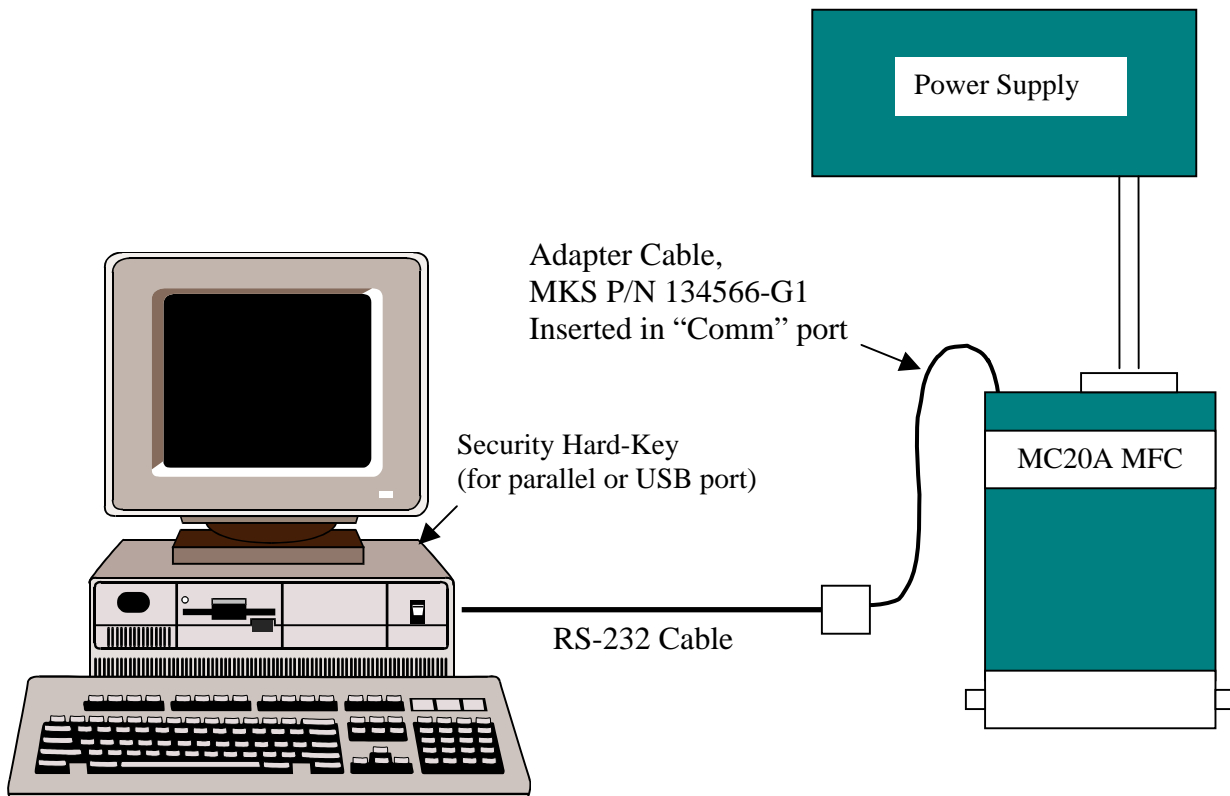 Power Supply
Adapter Cable,
MKS P/N 134566-G1
Inserted in “Comm” port
Security Hard-Key
(for parallel or USB port)
MC20A MFC
RS-232 Cable